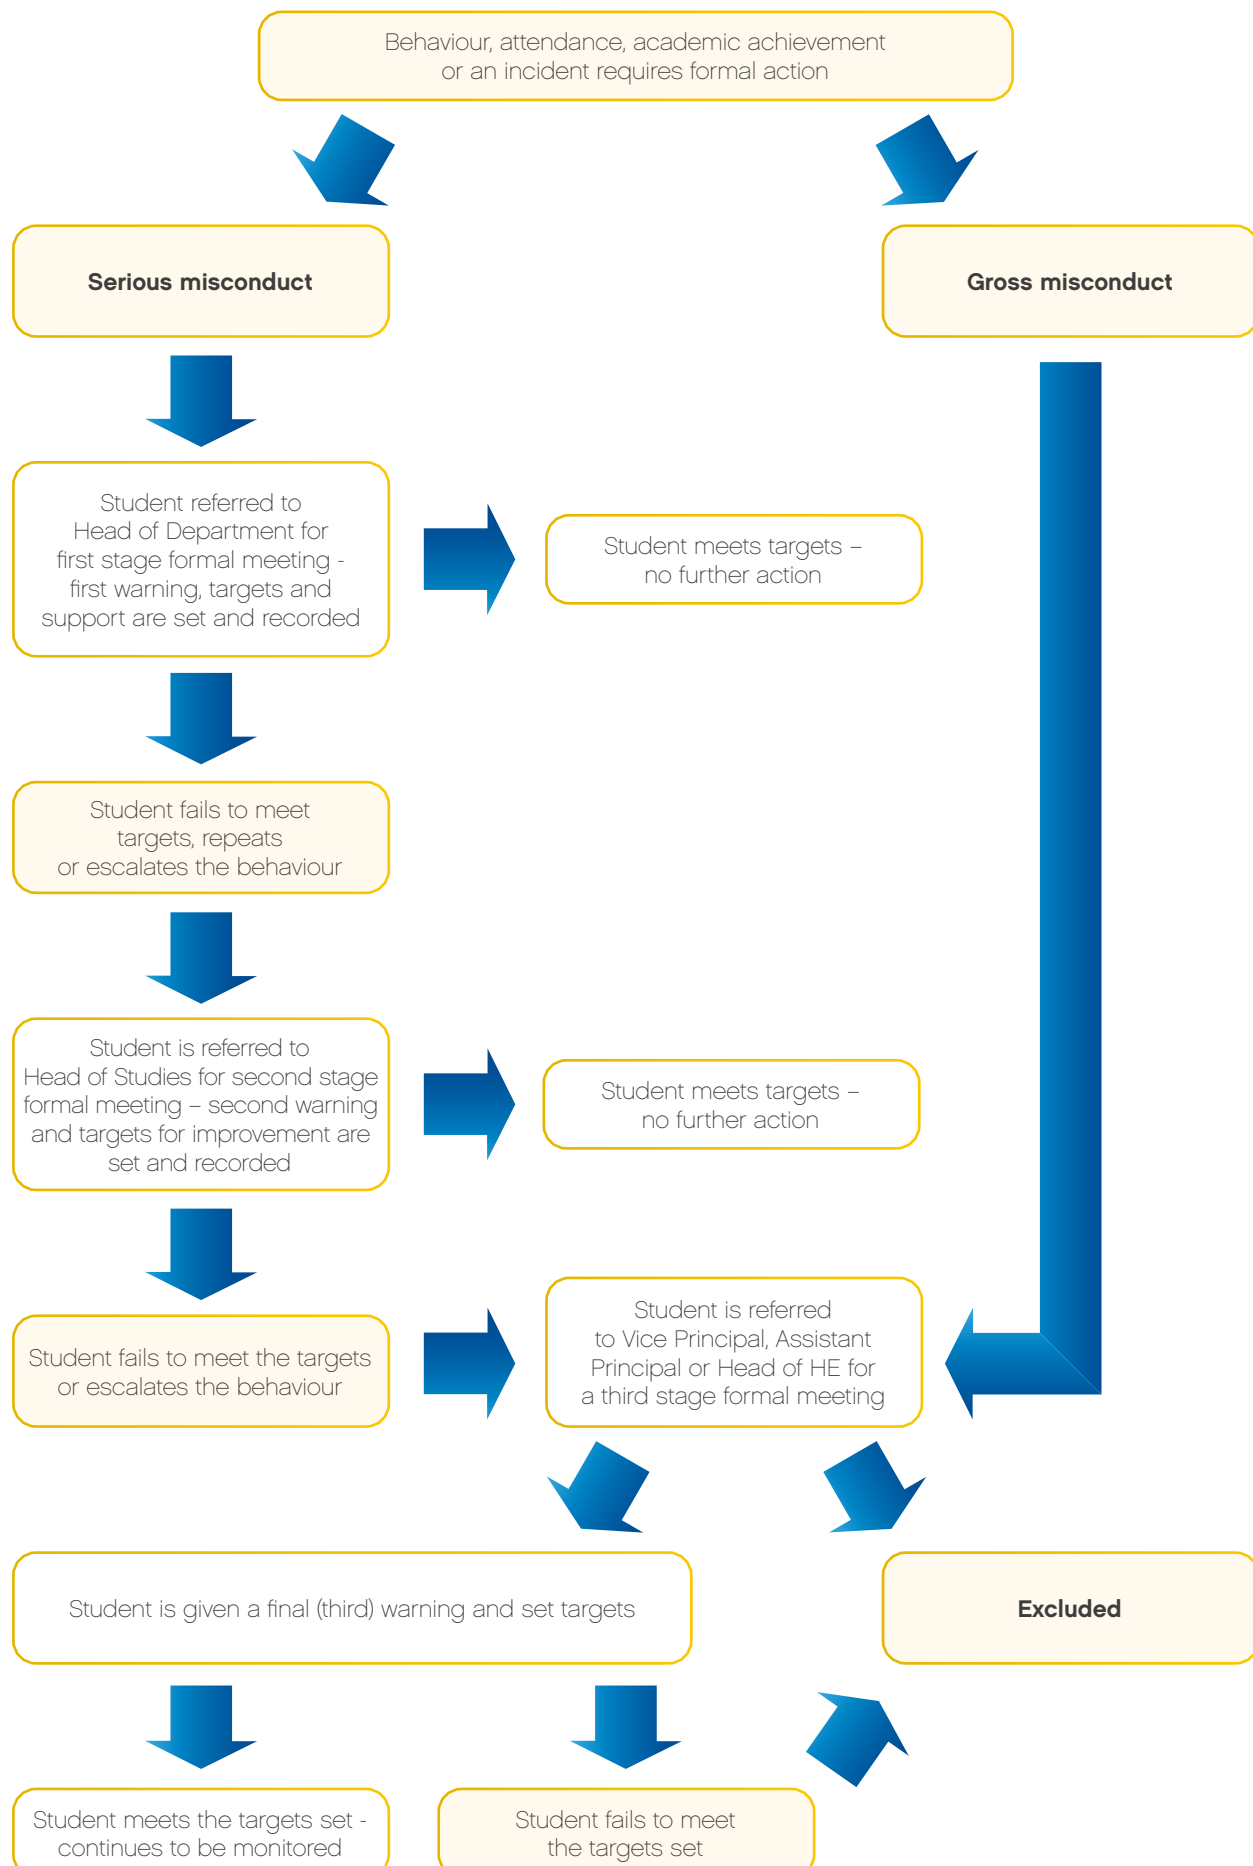 Behaviour, attendance, academic achievement
or an incident requires formal action
Serious misconduct
Gross misconduct
Student referred to
Head of Department for
first stage formal meeting -
first warning, targets and
support are set and recorded
Student meets targets –
no further action
Student fails to meet
targets, repeats
or escalates the behaviour
Student is referred to
Head of Studies for second stage
formal meeting – second warning
and targets for improvement are
set and recorded
Student meets targets –
no further action
Student fails to meet the targets
or escalates the behaviour
Student is referred
to Vice Principal, Assistant
Principal or Head of HE for
a third stage formal meeting
Student is given a final (third) warning and set targets
Excluded
Student meets the targets set -
continues to be monitored
Student fails to meet
the targets set